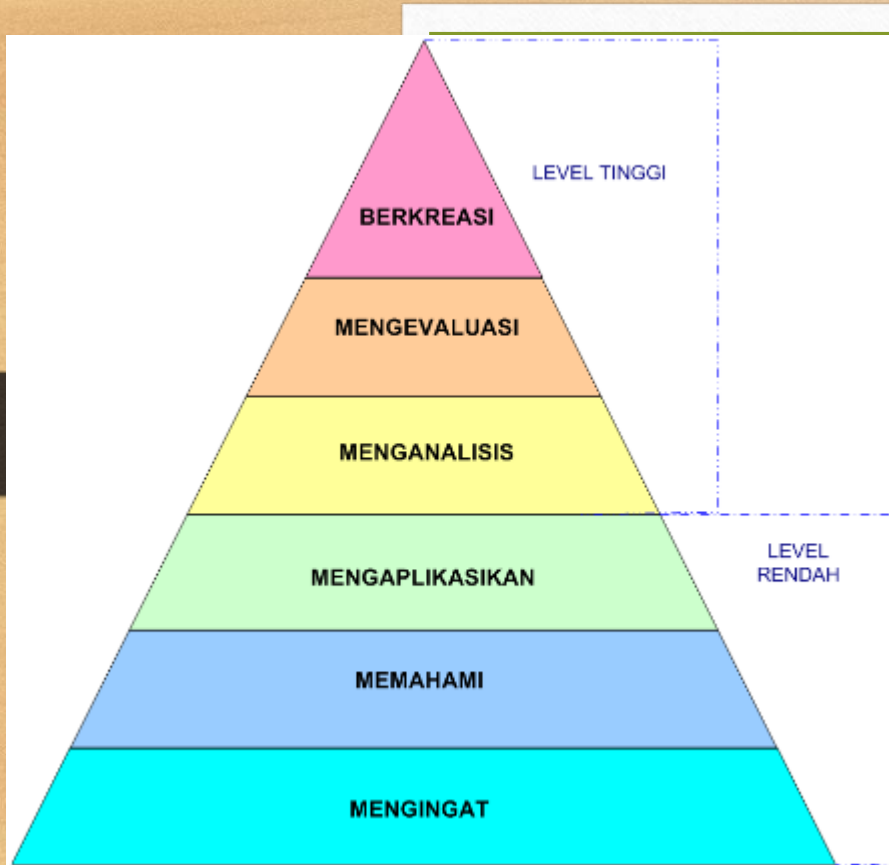 LEVEL TINGGI
BERKREASI
MENGEVALUASI
MENGANALISIS
LEVEL
RENDAH
MENGAPLIKASIKAN
MEMAHAMI
MENGINGAT